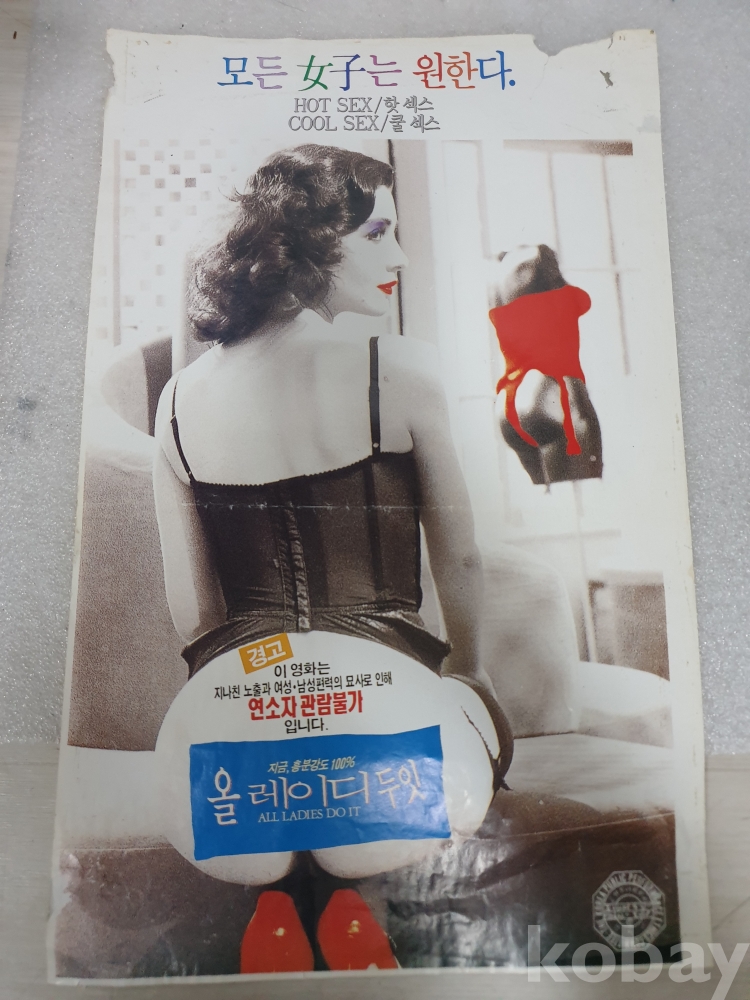 모든 女子는 원한다.
HOT SEX/핫 섹스
COOL SEX/쿨 섹스
경고
이 영화는
지나친 노출과 여성·남성편력의 묘사로 인해
연소자 관람불가
입니다.
지금, 흥분강도 100%
올 레이디 두 잇
ALL LADIES DO IT
kobay